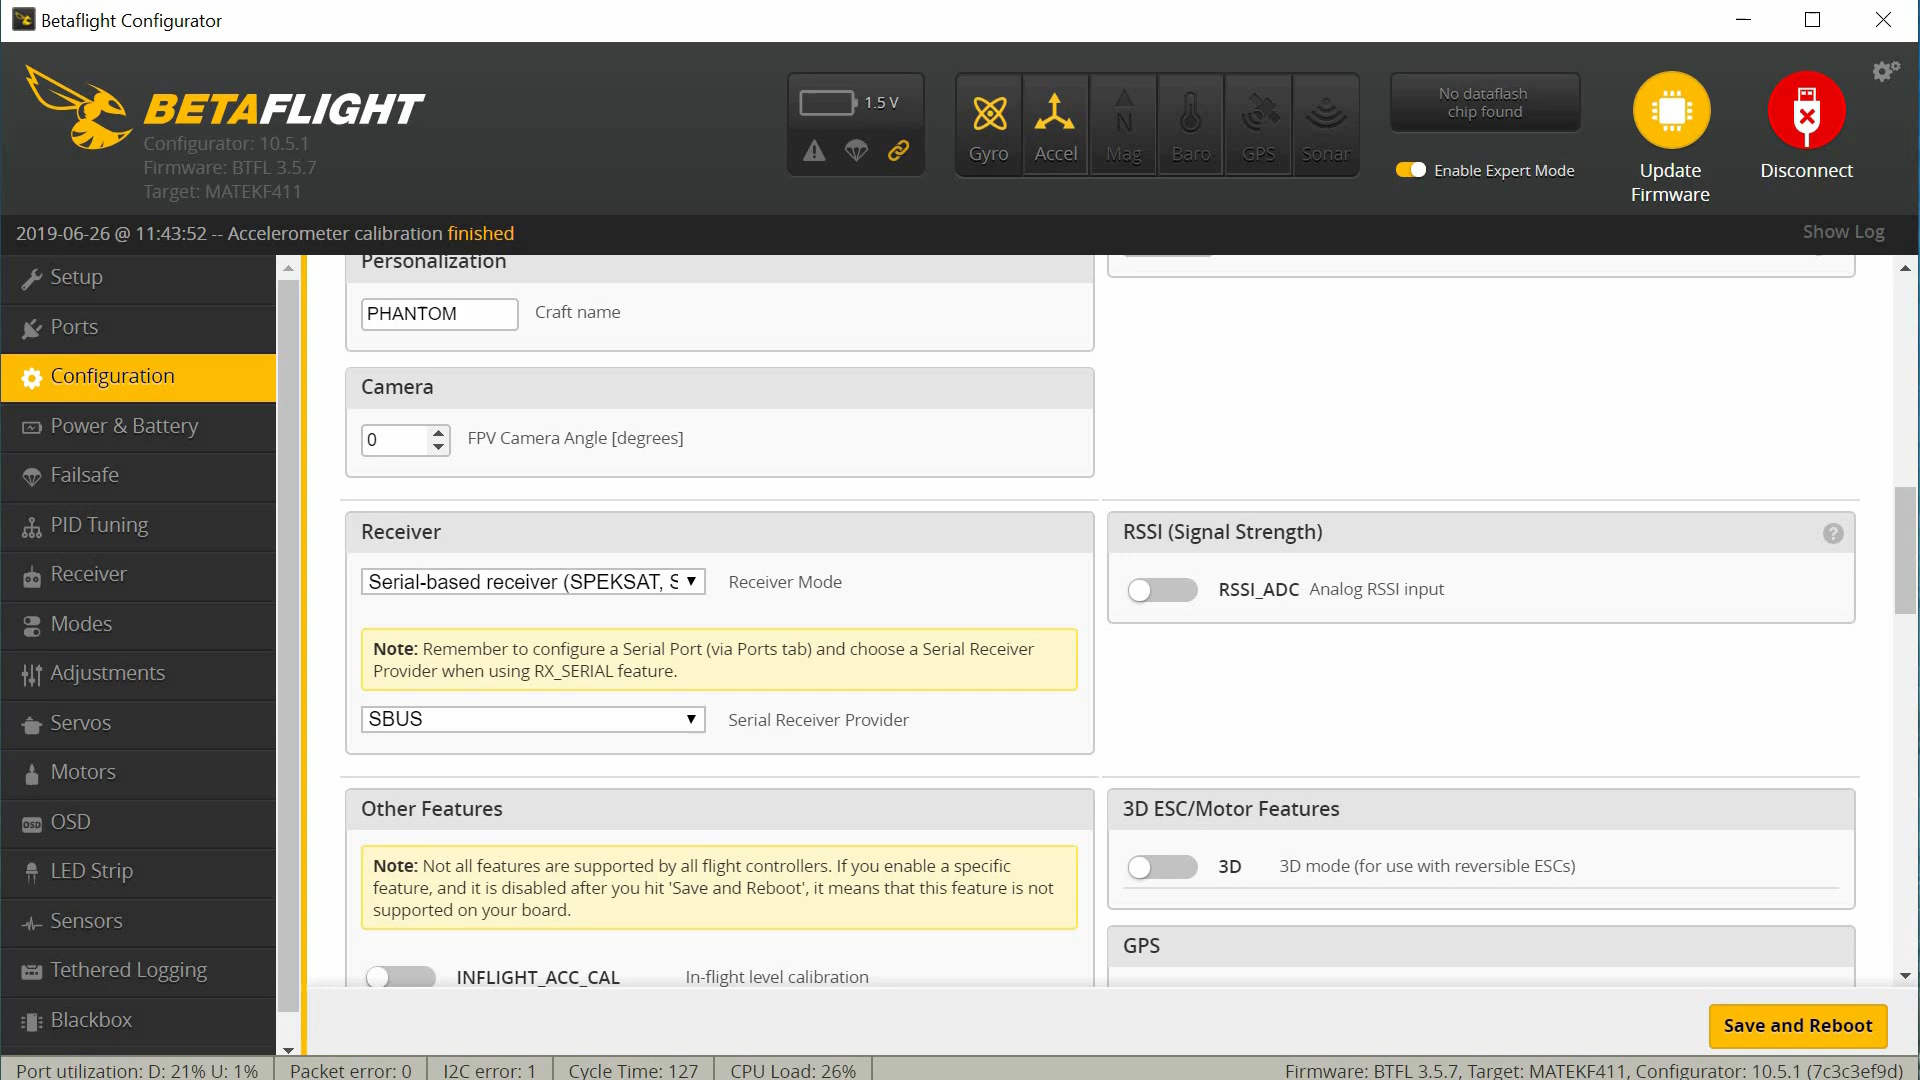 Betaflight Configurator
BETAFLIGHT
Configurator: 10.5.1
Firmware: BTFL 3.5.7
Target: MATEKF411
1.5 V
Gyro
Accel
N
Mag
Baro
GPS
Sonar
No dataflash
chip found
Enable Expert Mode
Update
Firmware
Disconnect
2019-06-26 @ 11:43:52 -- Accelerometer calibration finished
Show Log
Setup
Ports
Configuration
Power & Battery
Failsafe
PID Tuning
Receiver
Modes
Adjustments
Servos
Motors
OSD
OSD
LED Strip
Sensors
Tethered Logging
Blackbox
Personalization
PHANTOM
Craft name
Camera
0
FPV Camera Angle [degrees]
Receiver
Serial-based receiver (SPEKSAT, S
Receiver Mode
Note: Remember to configure a Serial Port (via Ports tab) and choose a Serial Receiver
Provider when using RX_SERIAL feature.
SBUS
Serial Receiver Provider
RSSI (Signal Strength)
?
RSSI_ADC Analog RSSI input
Other Features
Note: Not all features are supported by all flight controllers. If you enable a specific
feature, and it is disabled after you hit 'Save and Reboot', it means that this feature is not
supported on your board.
INFLIGHT_ACC_CAL
In-flight level calibration
3D ESC/Motor Features
3D
3D mode (for use with reversible ESCs)
GPS
Save and Reboot
Port utilization: D: 21% U: 1%
Packet error: 0
I2C error: 1
Cycle Time: 127
CPU Load: 26%
Firmware: BTFL 3.5.7, Target: MATEKF411, Configurator: 10.5.1 (7c3c3ef9d)